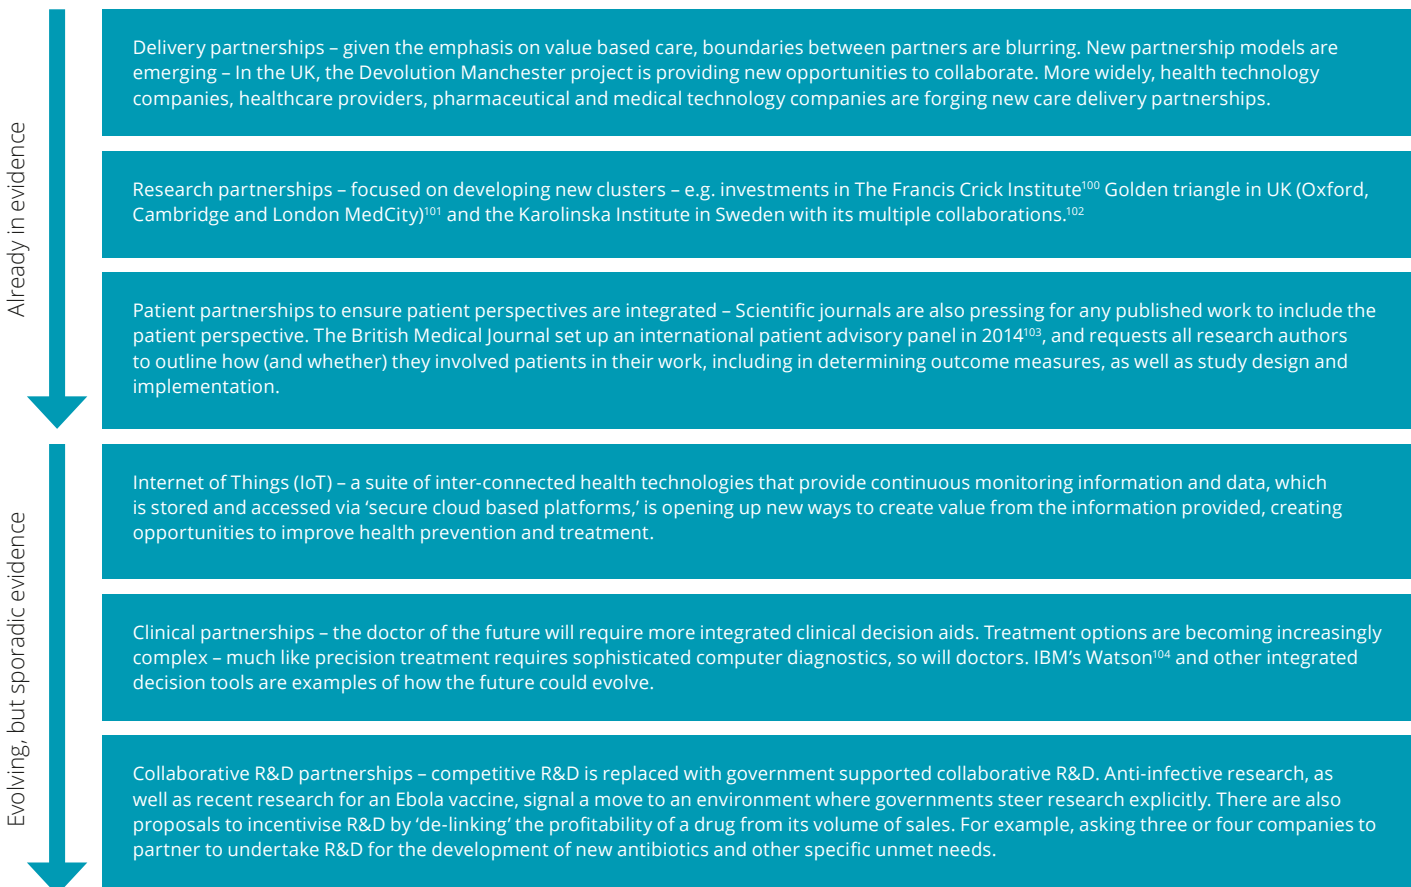 Already in evidence
Delivery partnerships – given the emphasis on value based care, boundaries between partners are blurring. New partnership models are
emerging – In the UK, the Devolution Manchester project is providing new opportunities to collaborate. More widely, health technology
companies, healthcare providers, pharmaceutical and medical technology companies are forging new care delivery partnerships.
Research partnerships – focused on developing new clusters – e.g. investments in The Francis Crick Institute¹⁰⁰ Golden triangle in UK (Oxford,
Cambridge and London MedCity)¹⁰¹ and the Karolinska Institute in Sweden with its multiple collaborations.¹⁰²
Patient partnerships to ensure patient perspectives are integrated – Scientific journals are also pressing for any published work to include the
patient perspective. The British Medical Journal set up an international patient advisory panel in 2014¹⁰³, and requests all research authors
to outline how (and whether) they involved patients in their work, including in determining outcome measures, as well as study design and
implementation.
Evolving, but sporadic evidence
Internet of Things (IoT) – a suite of inter-connected health technologies that provide continuous monitoring information and data, which
is stored and accessed via ‘secure cloud based platforms,’ is opening up new ways to create value from the information provided, creating
opportunities to improve health prevention and treatment.
Clinical partnerships – the doctor of the future will require more integrated clinical decision aids. Treatment options are becoming increasingly
complex – much like precision treatment requires sophisticated computer diagnostics, so will doctors. IBM’s Watson¹⁰⁴ and other integrated
decision tools are examples of how the future could evolve.
Collaborative R&D partnerships – competitive R&D is replaced with government supported collaborative R&D. Anti-infective research, as
well as recent research for an Ebola vaccine, signal a move to an environment where governments steer research explicitly. There are also
proposals to incentivise R&D by ‘de-linking’ the profitability of a drug from its volume of sales. For example, asking three or four companies to
partner to undertake R&D for the development of new antibiotics and other specific unmet needs.